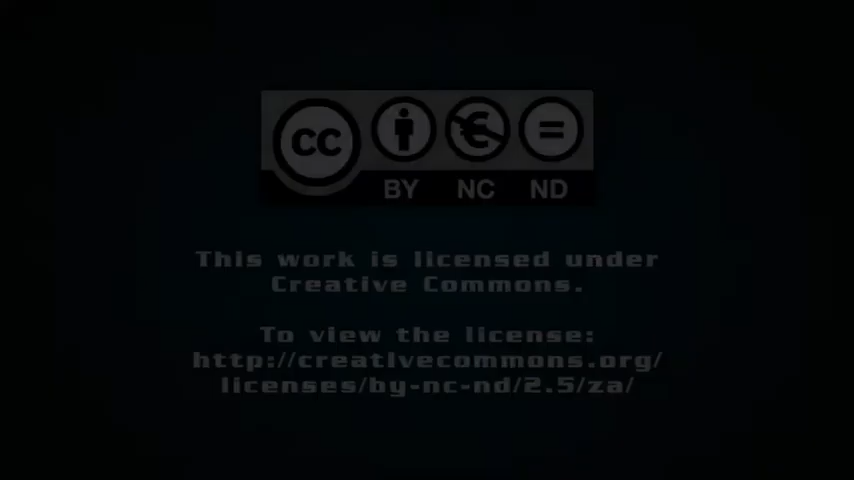 CC
BY NC ND
This work is licensed under
Creative Commons.
To view the license:
http://creativecommons.org/
licenses/by-nc-nd/2.5/za/